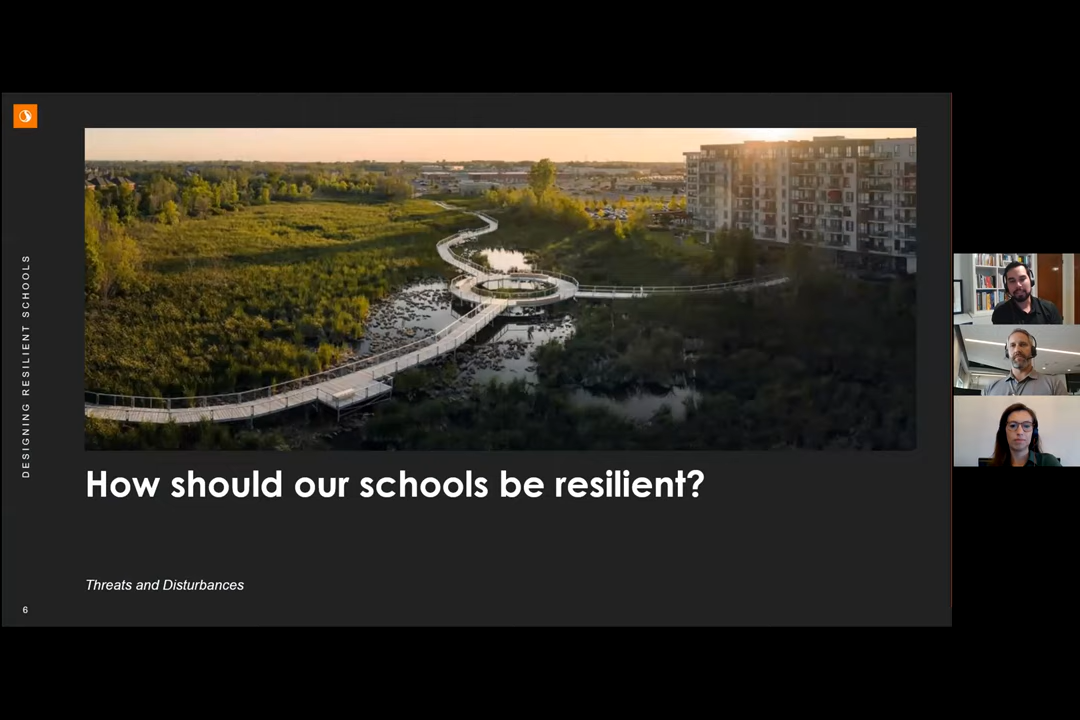 DESIGNING RESILIENT SCHOOLS
How should our schools be resilient?
Threats and Disturbances
6